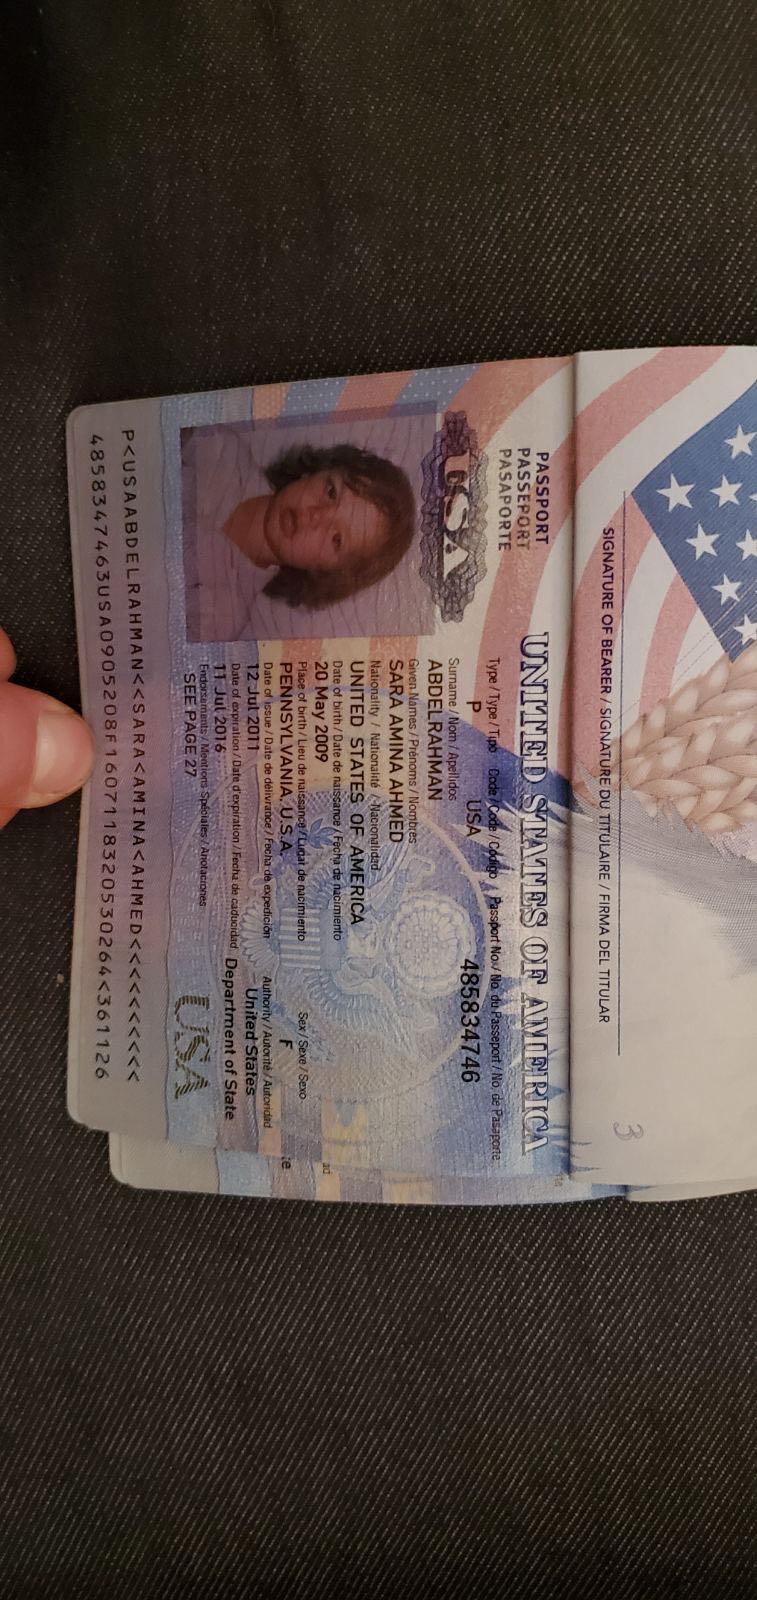 SIGNATURE OF BEARER / SIGNATURE DU TITULAIRE / FIRMA DEL TITULAR
3
PASSPORT
PASSEPORT
PASAPORTE
UNITED STATES OF AMERICA
USA
Type / Type / Tipo Code / Code / Código Passport No. / No. du Passeport / No. de Pasaporte
P USA 485834746
Surname / Nom / Apellidos
ABDELRAHMAN
Given Names / Prénoms / Nombres
SARA AMINA AHMED
Nationality / Nationalité / Nacionalidad
UNITED STATES OF AMERICA
Date of birth / Date de naissance / Fecha de nacimiento
20 May 2009
Place of birth / Lieu de naissance / Lugar de nacimiento Sex / Sexe / Sexo
PENNSYLVANIA, U.S.A. F
Date of issue / Date de délivrance / Fecha de expedición Authority / Autorité / Autoridad
12 Jul 2011 United States
Date of expiration / Date d'expiration / Fecha de caducidad Department of State
11 Jul 2016
Endorsements / Mentions Spéciales / Anotaciones
SEE PAGE 27
USA
P<USAABDELRAHMAN<<SARA<AMINA<AHMED<<<<<<<<<<
4858347463USA0905208F1607118320530264<361126